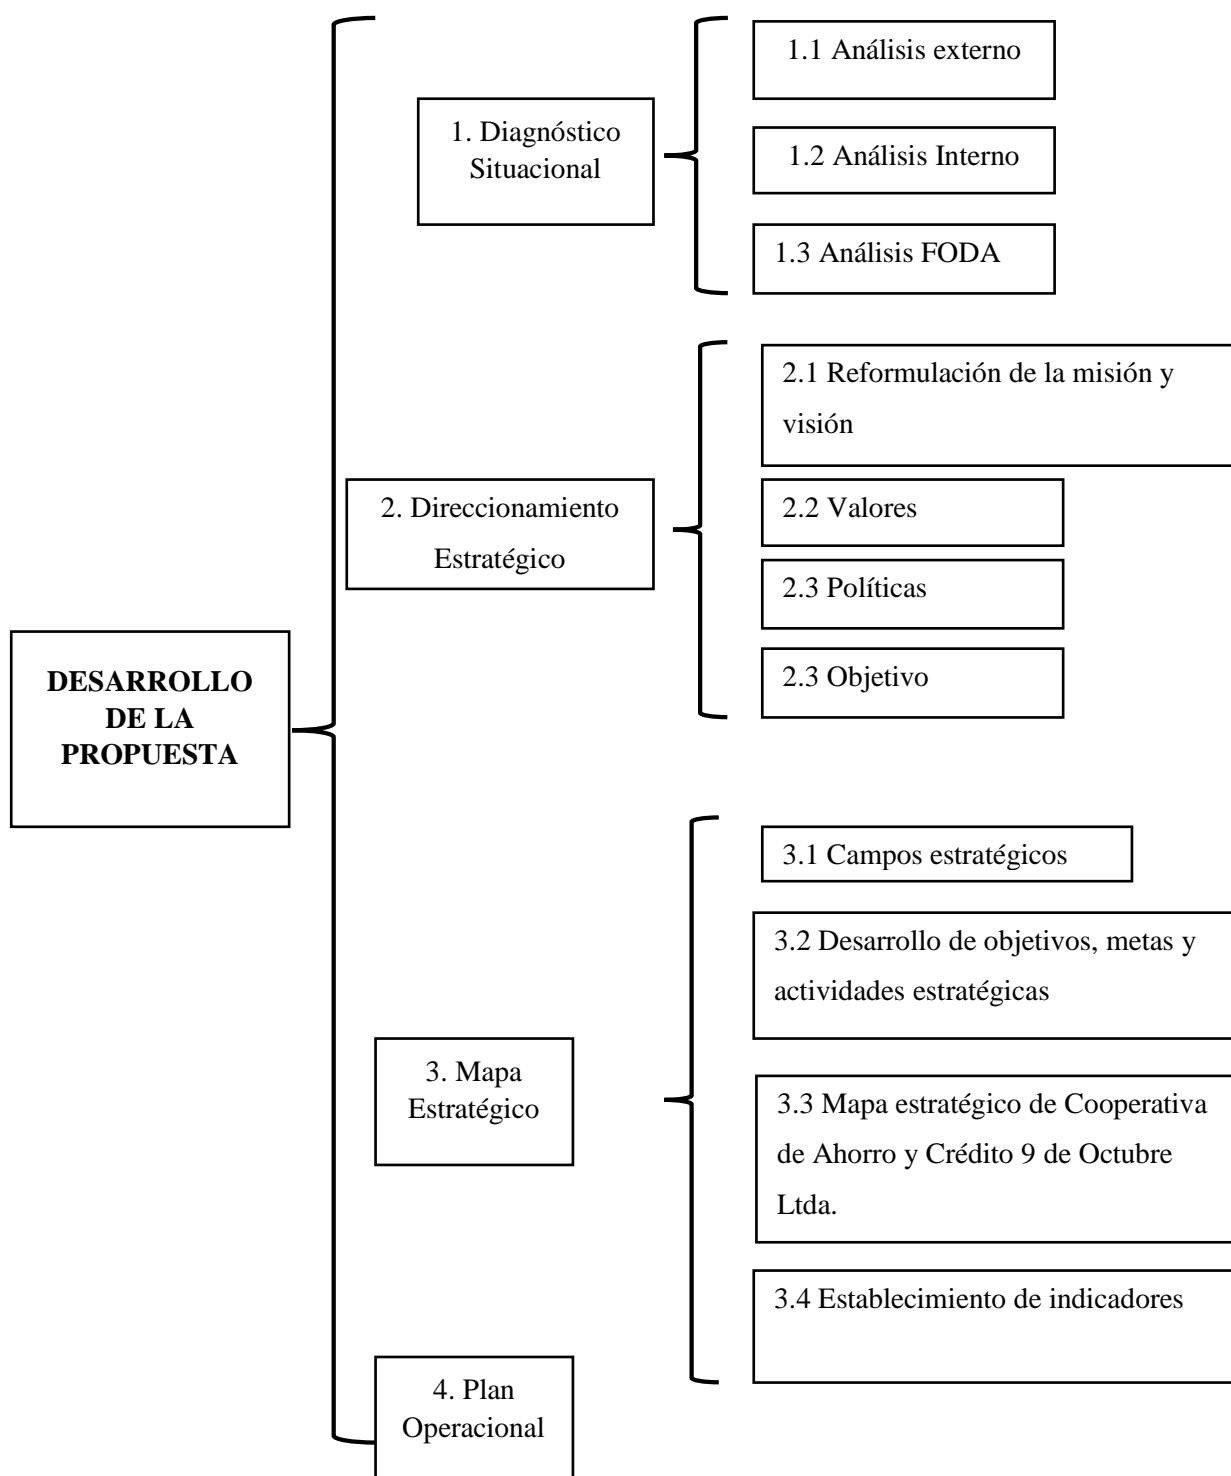 DESARROLLO
DE LA
PROPUESTA
1. Diagnóstico
Situacional
1.1 Análisis externo
1.2 Análisis Interno
1.3 Análisis FODA
2. Direccionamiento
Estratégico
2.1 Reformulación de la misión y
visión
2.2 Valores
2.3 Políticas
2.3 Objetivo
3. Mapa
Estratégico
3.1 Campos estratégicos
3.2 Desarrollo de objetivos, metas y
actividades estratégicas
3.3 Mapa estratégico de Cooperativa
de Ahorro y Crédito 9 de Octubre
Ltda.
3.4 Establecimiento de indicadores
4. Plan
Operacional